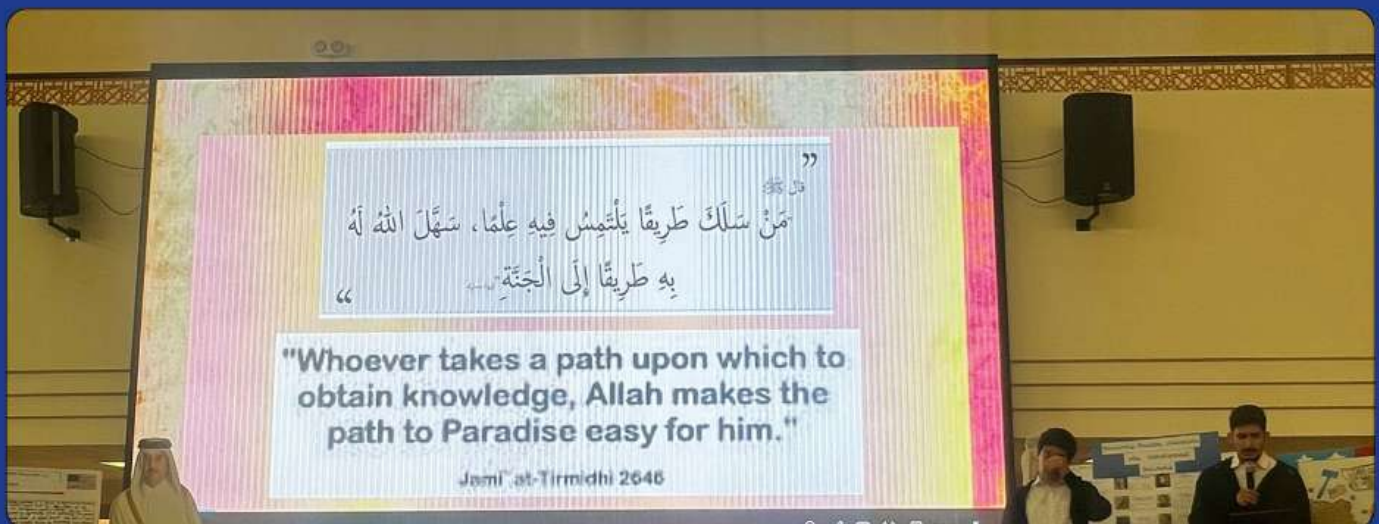 قال ﷺ
"مَنْ سَلَكَ طَرِيقًا يَلْتَمِسُ فِيهِ عِلْمًا، سَهَّلَ اللهُ لَهُ
بِهِ طَرِيقًا إِلَى الْجَنَّةِ"
"Whoever takes a path upon which to
obtain knowledge, Allah makes the
path to Paradise easy for him."
Jami' at-Tirmidhi 2646